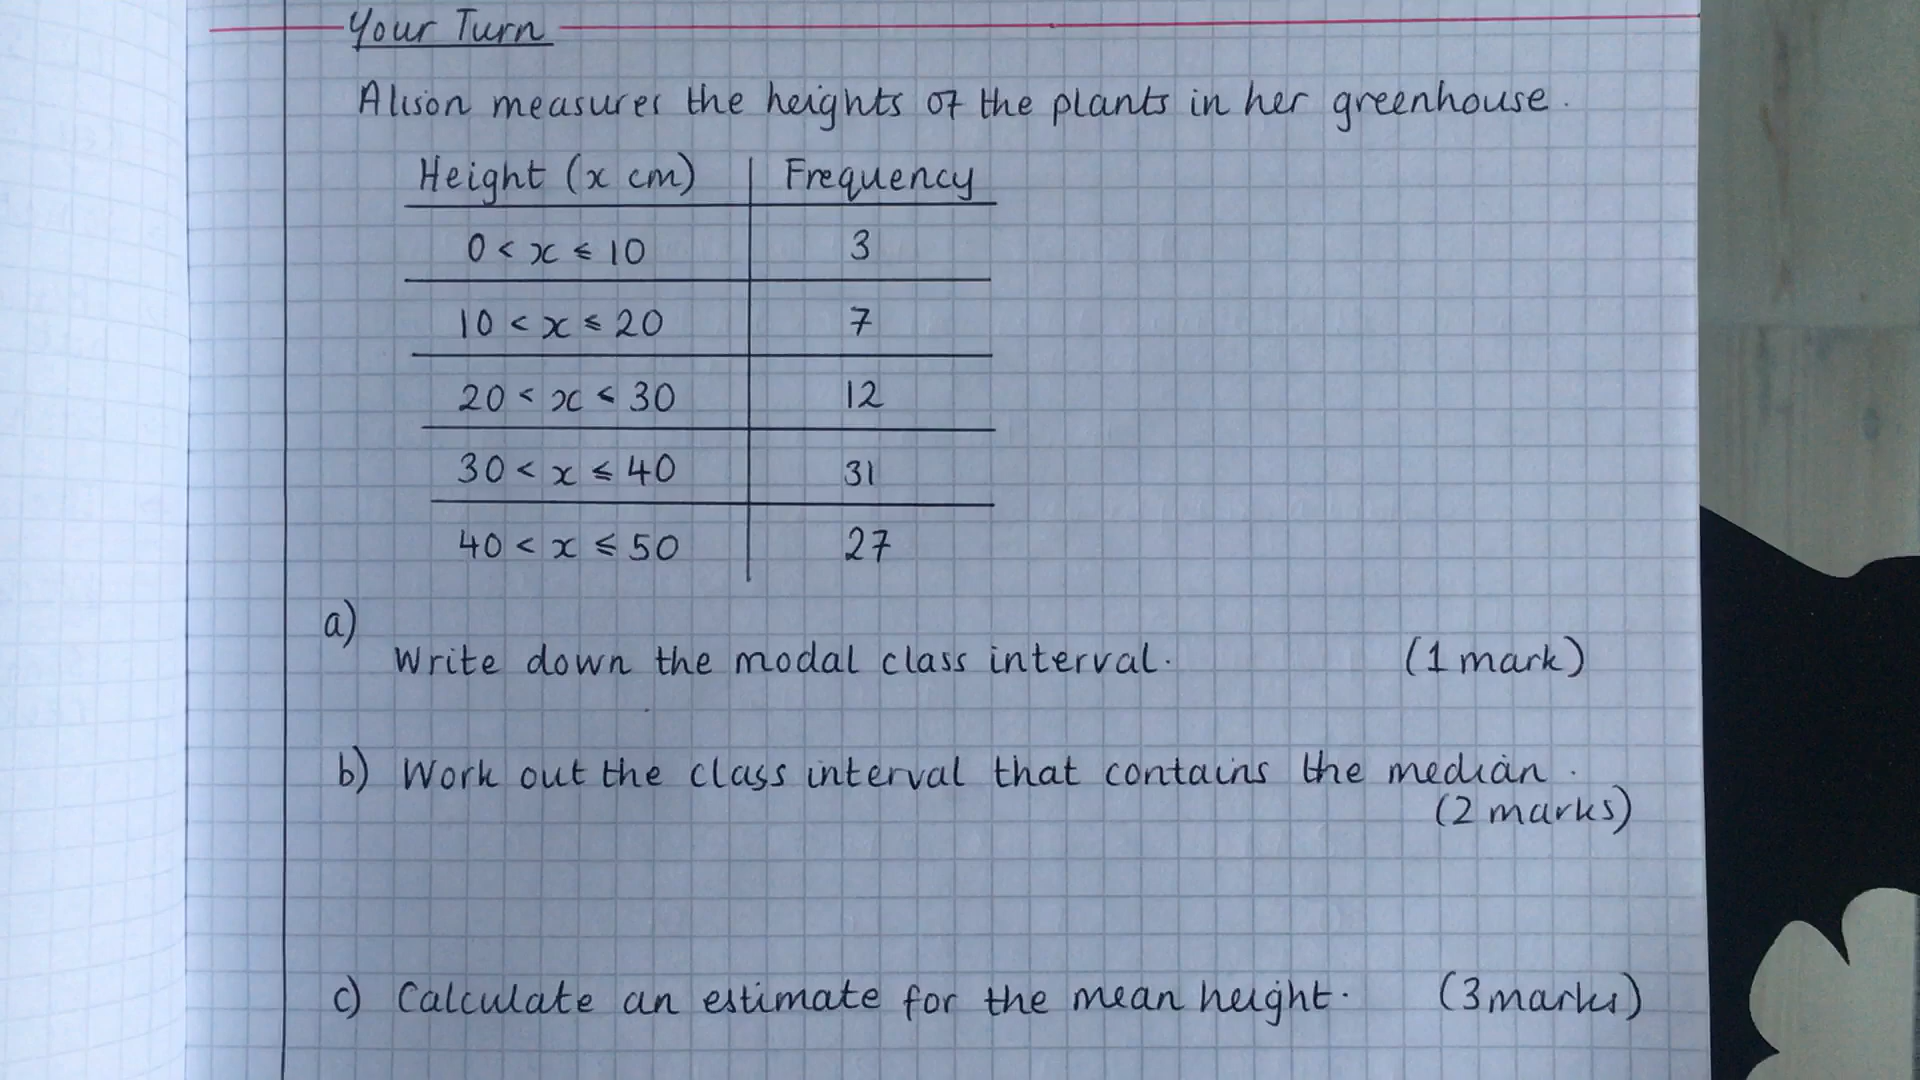 Your Turn
Alison measures the heights of the plants in her greenhouse.
Height (x cm) Frequency
0 < x ≤ 10 3
10 < x ≤ 20 7
20 < x < 30 12
30 < x ≤ 40 31
40 < x ≤ 50 27
a)
Write down the modal class interval. (1 mark)
b) Work out the class interval that contains the median.
(2 marks)
c) Calculate an estimate for the mean height. (3 marks)